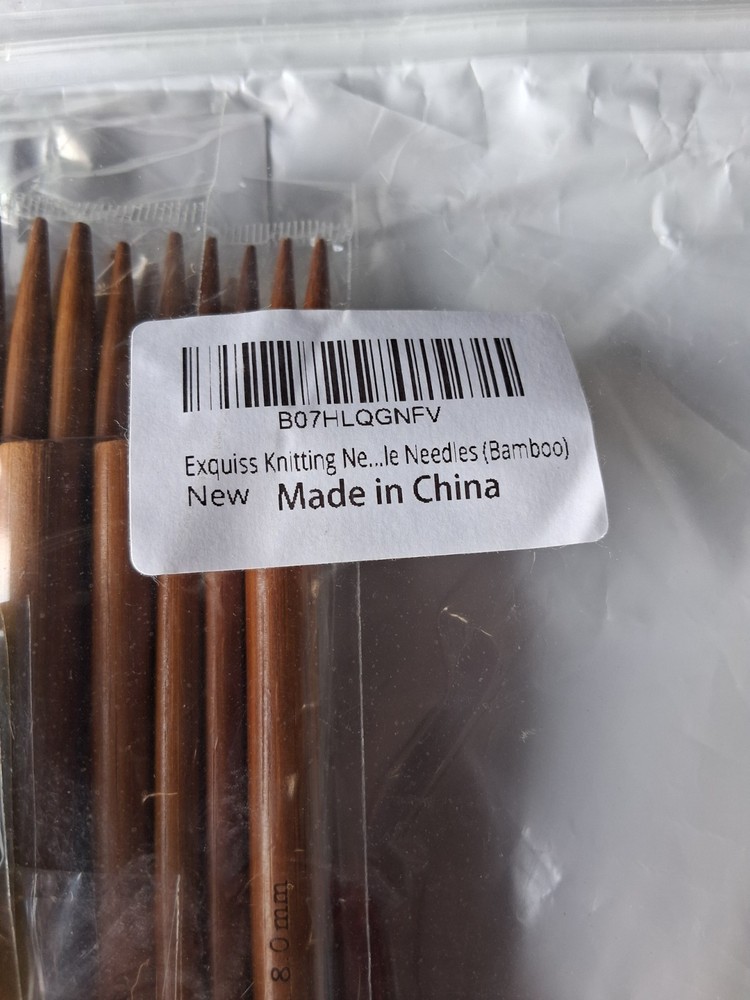 B07HLQGNFV
Exquiss Knitting Ne...le Needles (Bamboo)
New Made in China
8.0mm